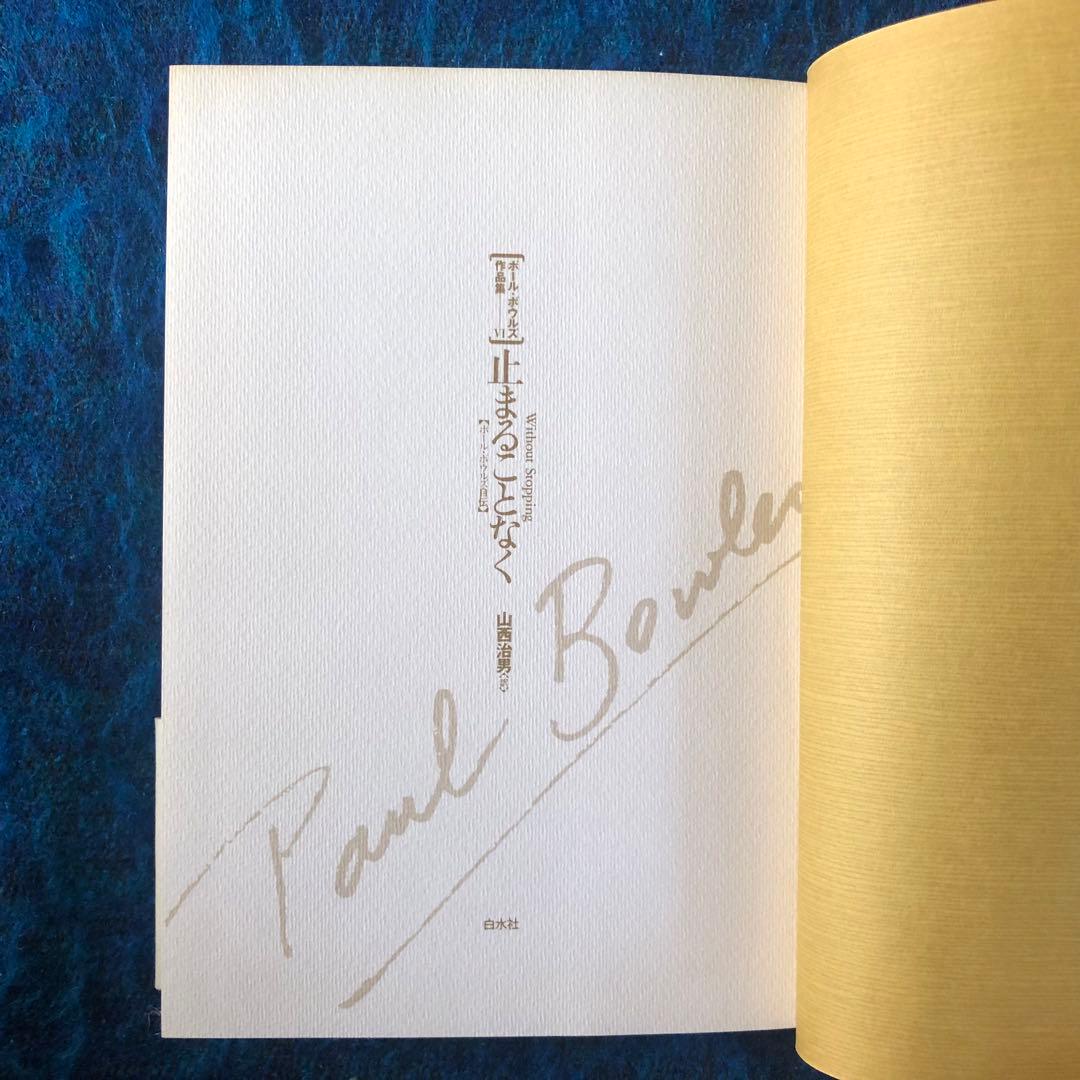 [ポール・ボウルズ
作品集 VI]
止まることなく
Without Stopping
【ポール・ボウルズ自伝】
山西治男〈訳〉
Paul Bowles
白水社